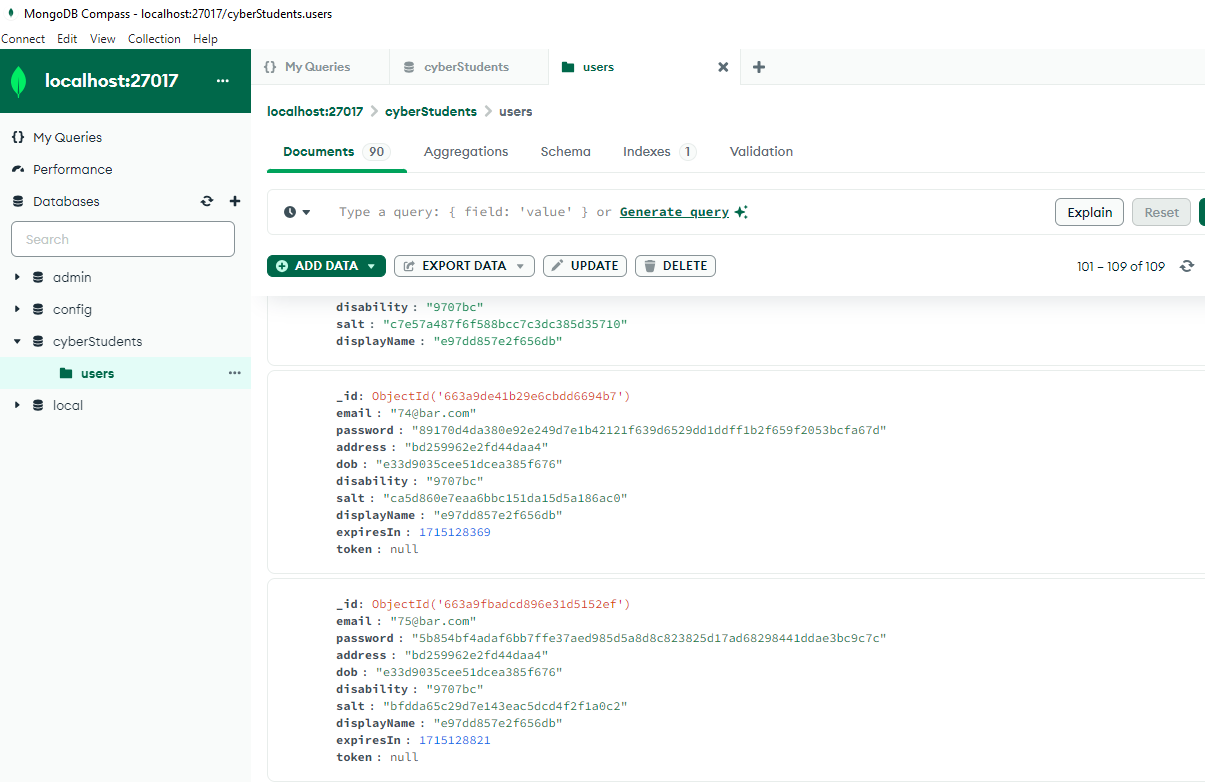 MongoDB Compass - localhost:27017/cyberStudents.users
Connect Edit View Collection Help
localhost:27017 ...
My Queries
cyberStudents
users
localhost:27017 > cyberStudents > users
{} My Queries
Performance
Databases
Search
admin
config
cyberStudents
users ...
local
Documents 90 Aggregations Schema Indexes 1 Validation
Type a query: { field: 'value' } or Generate query
Explain Reset
ADD DATA EXPORT DATA UPDATE DELETE
101 – 109 of 109
disability : "9707bc"
salt : "c7e57a487f6f588bcc7c3dc385d35710"
displayName : "e97dd857e2f656db"
_id: ObjectId('663a9de41b29e6cbdd6694b7')
email : "74@bar.com"
password : "89170d4da380e92e249d7e1b42121f639d6529dd1ddff1b2f659f2053bcfa67d"
address : "bd259962e2fd44daa4"
dob : "e33d9035cee51dcea385f676"
disability : "9707bc"
salt : "ca5d860e7eaa6bbc151da15d5a186ac0"
displayName : "e97dd857e2f656db"
expiresIn : 1715128369
token : null
_id: ObjectId('663a9fbadcd896e31d5152ef')
email : "75@bar.com"
password : "5b854bf4adaf6bb7ffe37aed985d5a8d8c823825d17ad68298441ddae3bc9c7c"
address : "bd259962e2fd44daa4"
dob : "e33d9035cee51dcea385f676"
disability : "9707bc"
salt : "bfdda65c29d7e143eac5dcd4f2f1a0c2"
displayName : "e97dd857e2f656db"
expiresIn : 1715128821
token : null